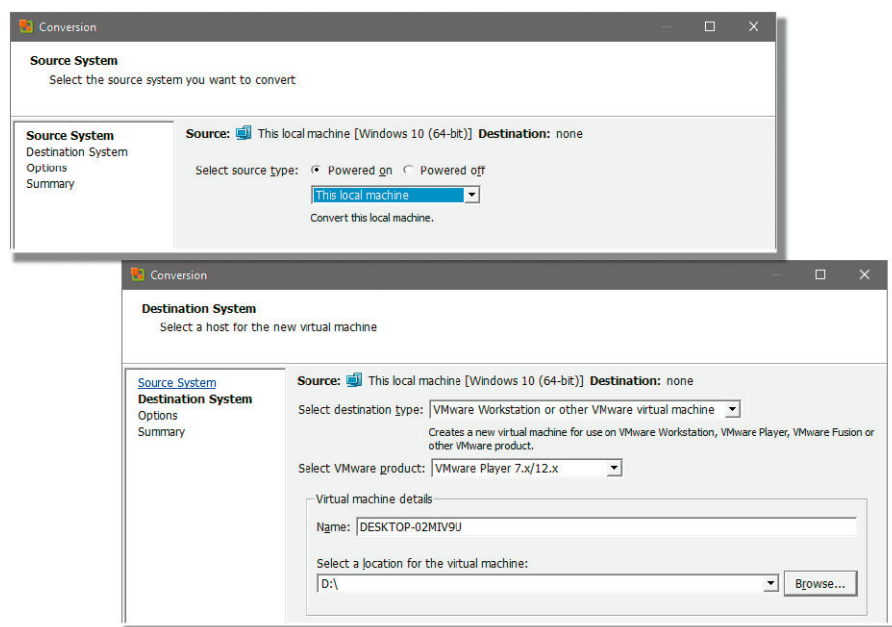 Conversion
Source System
Select the source system you want to convert
Source System
Destination System
Options
Summary
Source: This local machine [Windows 10 (64-bit)] Destination: none
Select source type: Powered on Powered off
This local machine
Convert this local machine.
Conversion
Destination System
Select a host for the new virtual machine
Source System
Destination System
Options
Summary
Source: This local machine [Windows 10 (64-bit)] Destination: none
Select destination type: VMware Workstation or other VMware virtual machine
Creates a new virtual machine for use on VMware Workstation, VMware Player, VMware Fusion or
other VMware product.
Select VMware product: VMware Player 7.x/12.x
Virtual machine details
Name: DESKTOP-02MIV9U
Select a location for the virtual machine:
D:\ Browse...